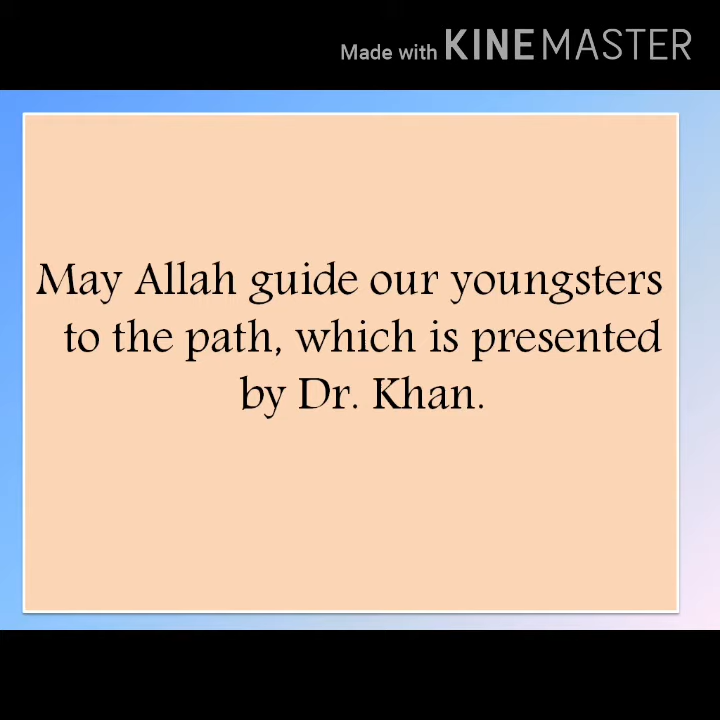 Made with KINEMASTER
May Allah guide our youngsters
to the path, which is presented
by Dr. Khan.